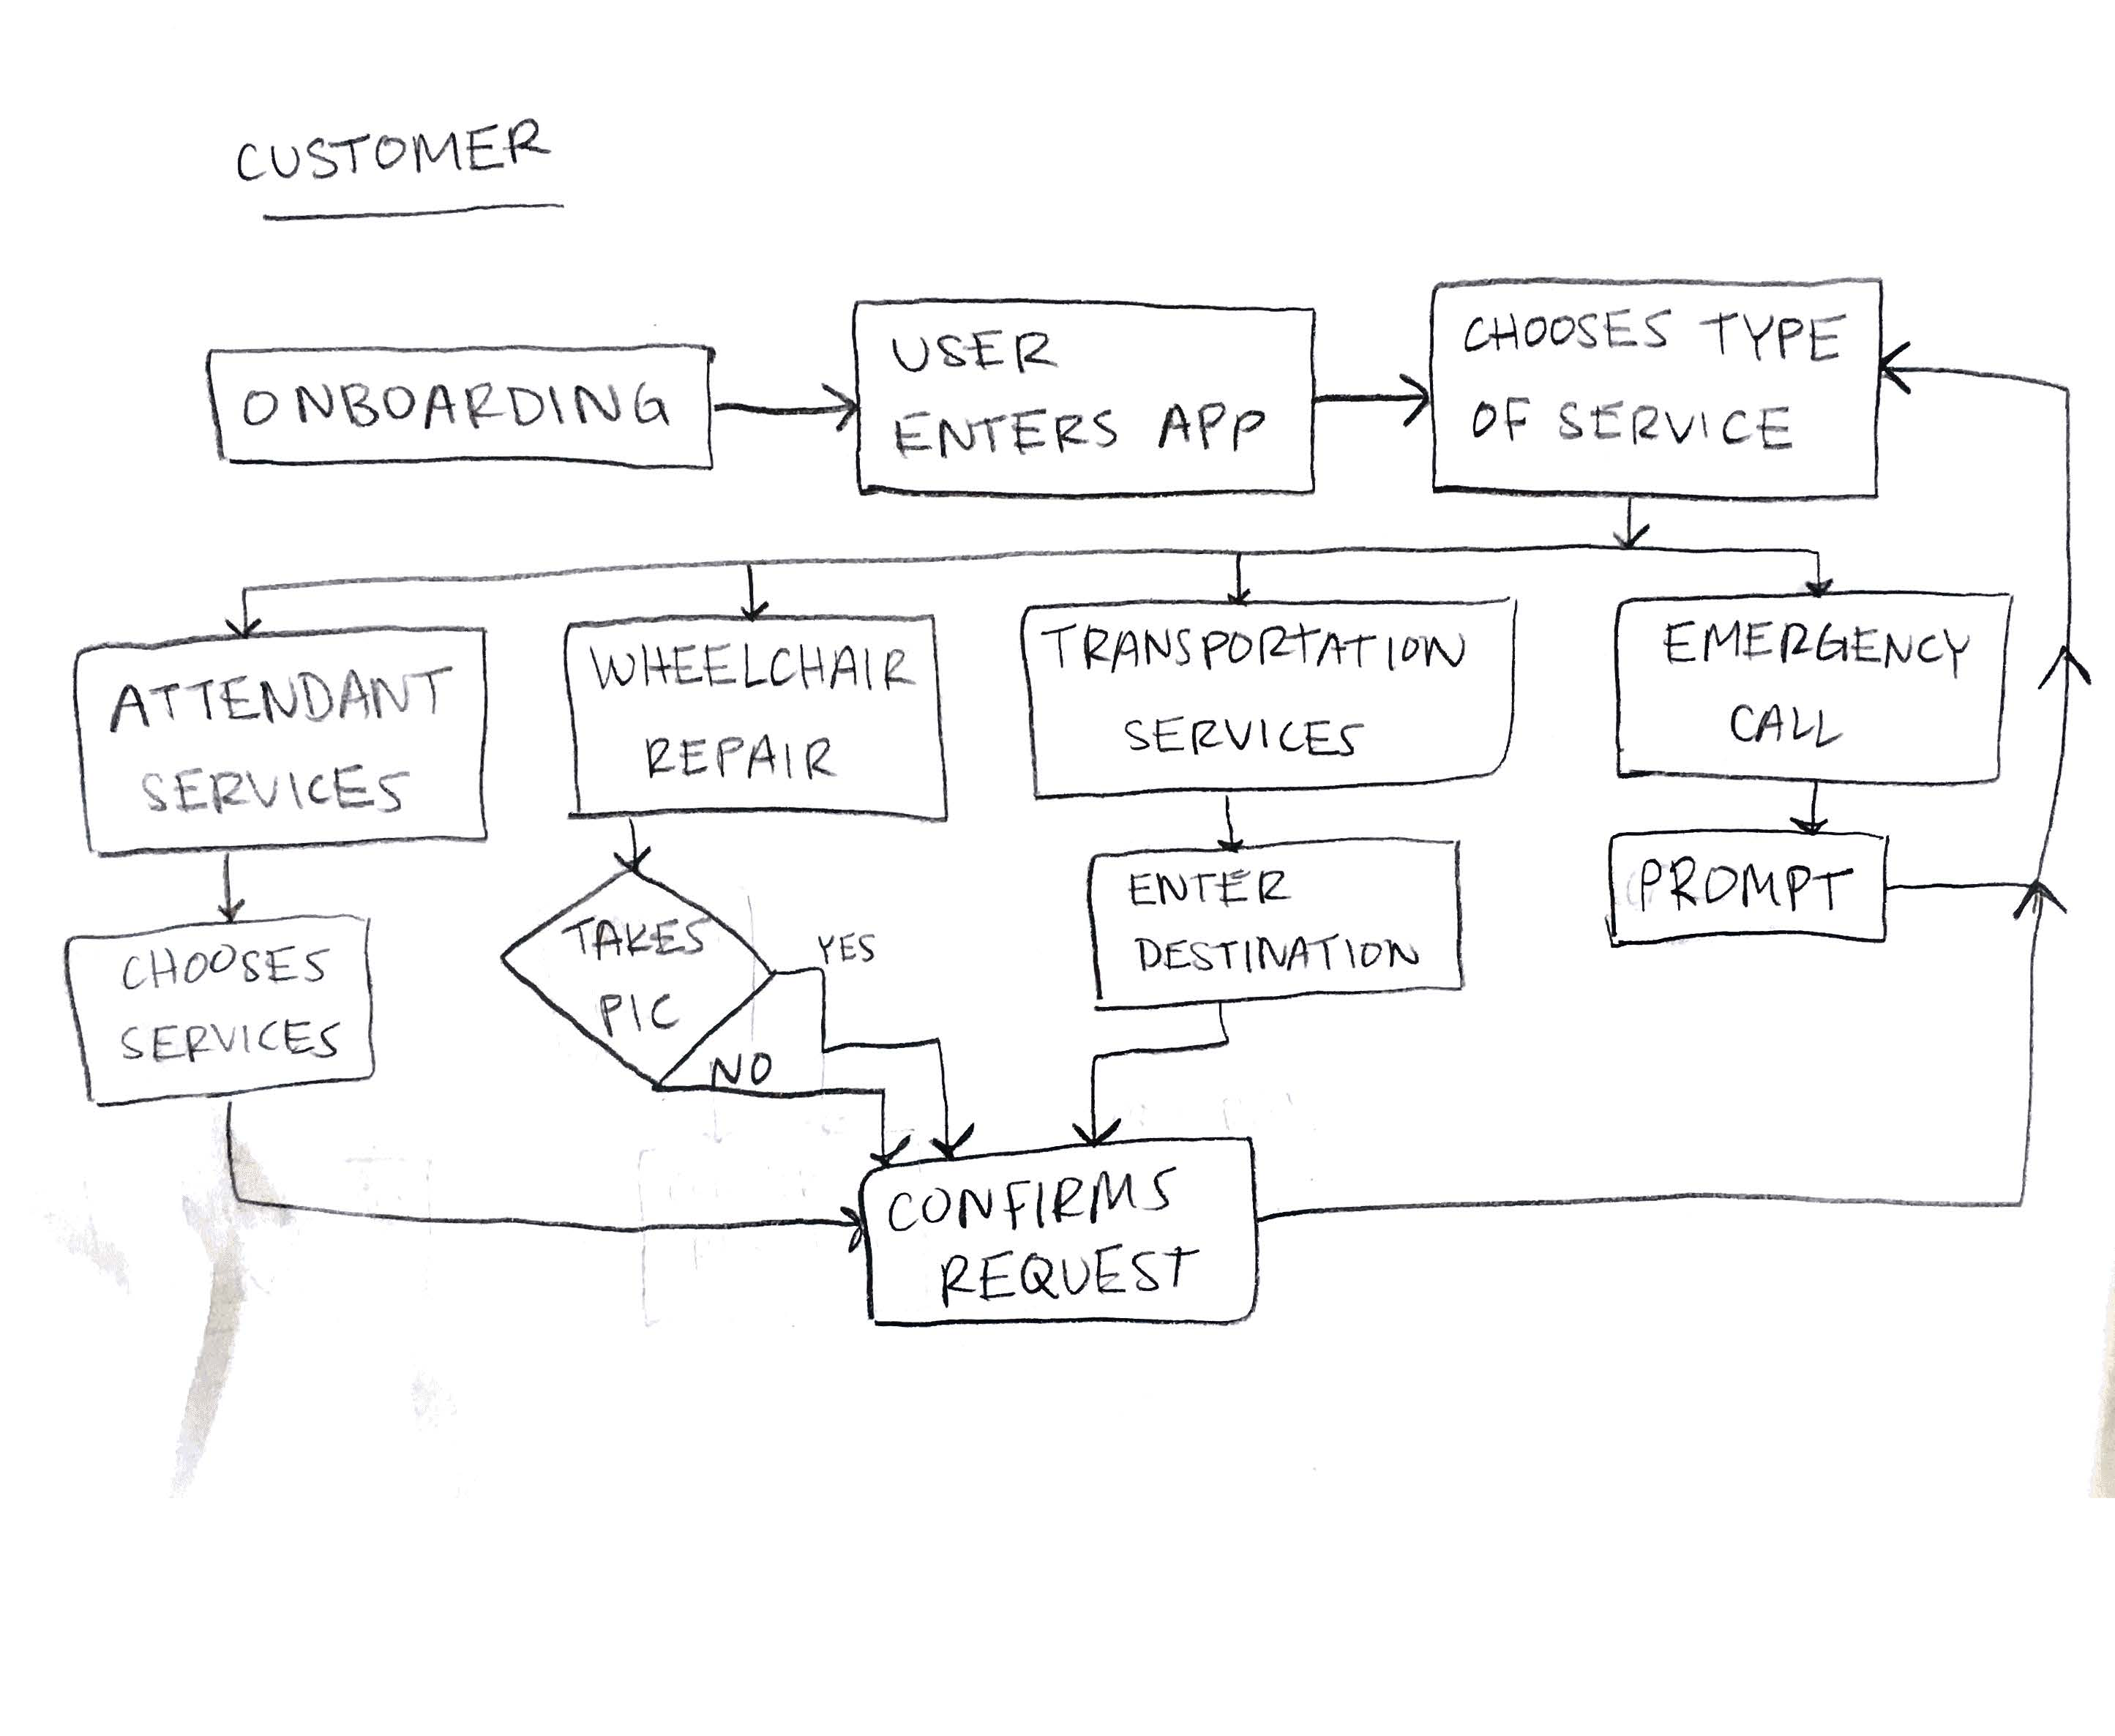 CUSTOMER
ONBOARDING
USER
ENTERS APP
CHOOSES TYPE
OF SERVICE
ATTENDANT
SERVICES
WHEELCHAIR
REPAIR
TRANSPORTATION
SERVICES
EMERGENCY
CALL
CHOOSES
SERVICES
TAKES
PIC
YES
NO
ENTER
DESTINATION
PROMPT
CONFIRMS
REQUEST